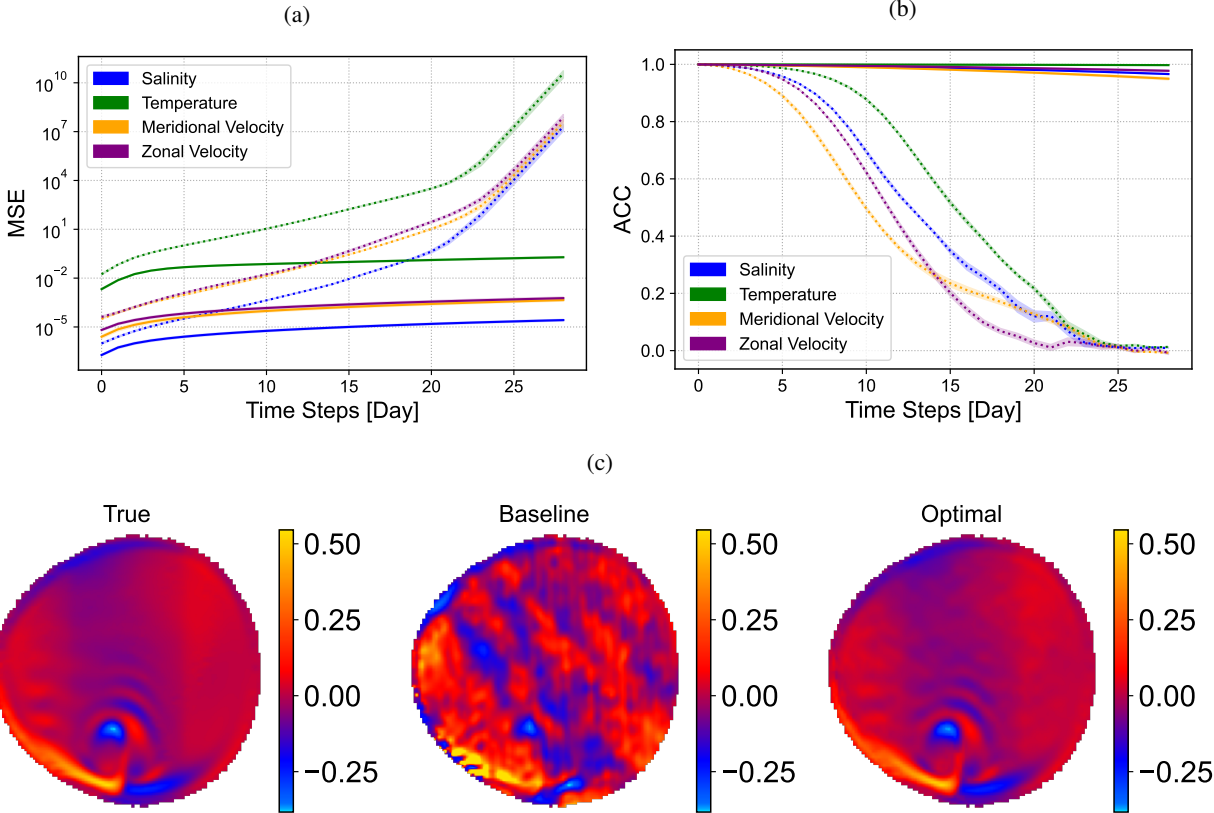 (a)
MSE
10^10
10^7
10^4
10^1
10^−2
10^−5
Salinity
Temperature
Meridional Velocity
Zonal Velocity
0 5 10 15 20 25
Time Steps [Day]
(b)
ACC
1.0
0.8
0.6
0.4
0.2
0.0
Salinity
Temperature
Meridional Velocity
Zonal Velocity
0 5 10 15 20 25
Time Steps [Day]
(c)
True
0.50
0.25
0.00
−0.25
Baseline
0.50
0.25
0.00
−0.25
Optimal
0.50
0.25
0.00
−0.25